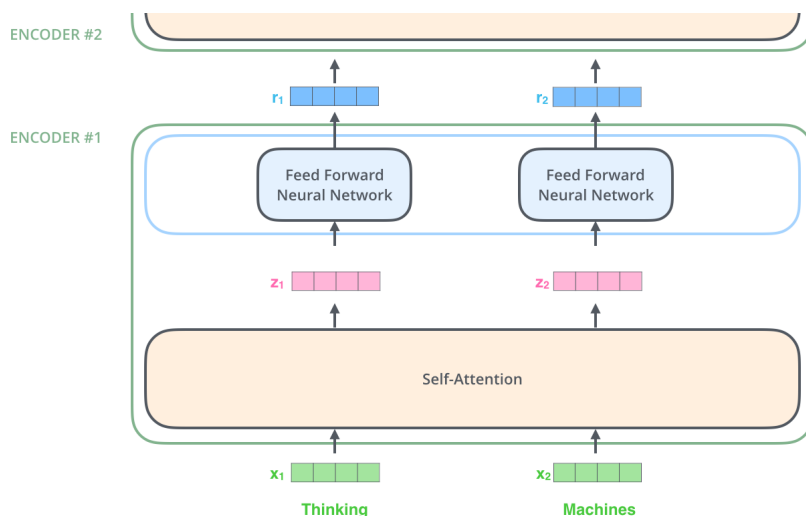 ENCODER #2
r₁
r₂
ENCODER #1
Feed Forward
Neural Network
Feed Forward
Neural Network
z₁
z₂
Self-Attention
x₁
x₂
Thinking
Machines